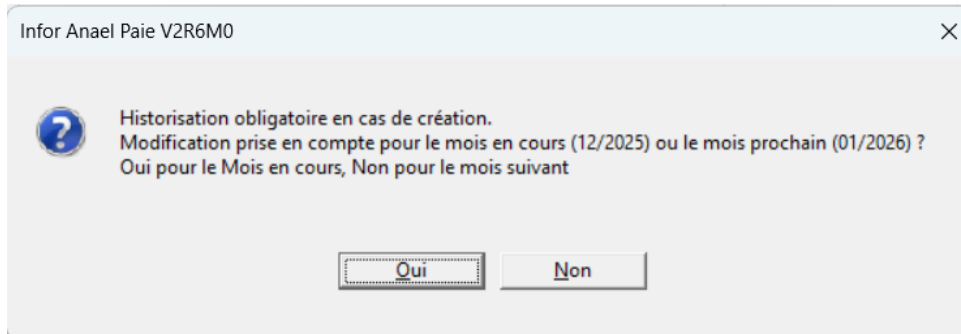 Infor Anael Paie V2R6M0
Historisation obligatoire en cas de création.
Modification prise en compte pour le mois en cours (12/2025) ou le mois prochain (01/2026) ?
Oui pour le Mois en cours, Non pour le mois suivant
Oui
Non